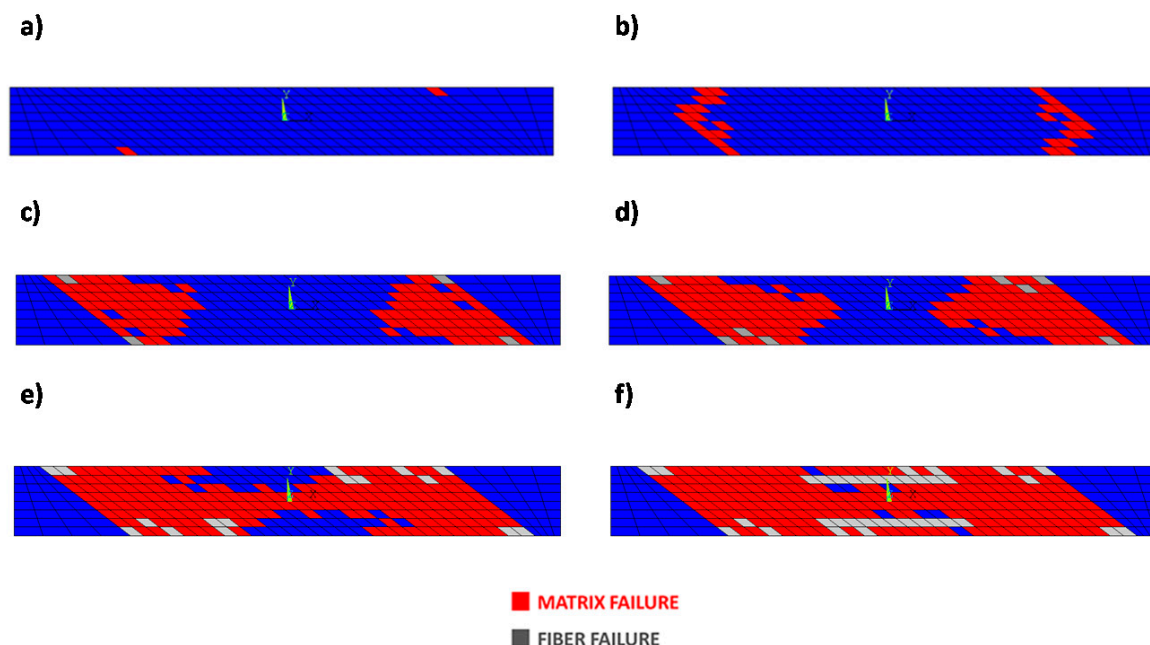 a)
b)
Y
Y
c)
d)
Y
Y
e)
f)
Y
X
Y
X
MATRIX FAILURE
FIBER FAILURE